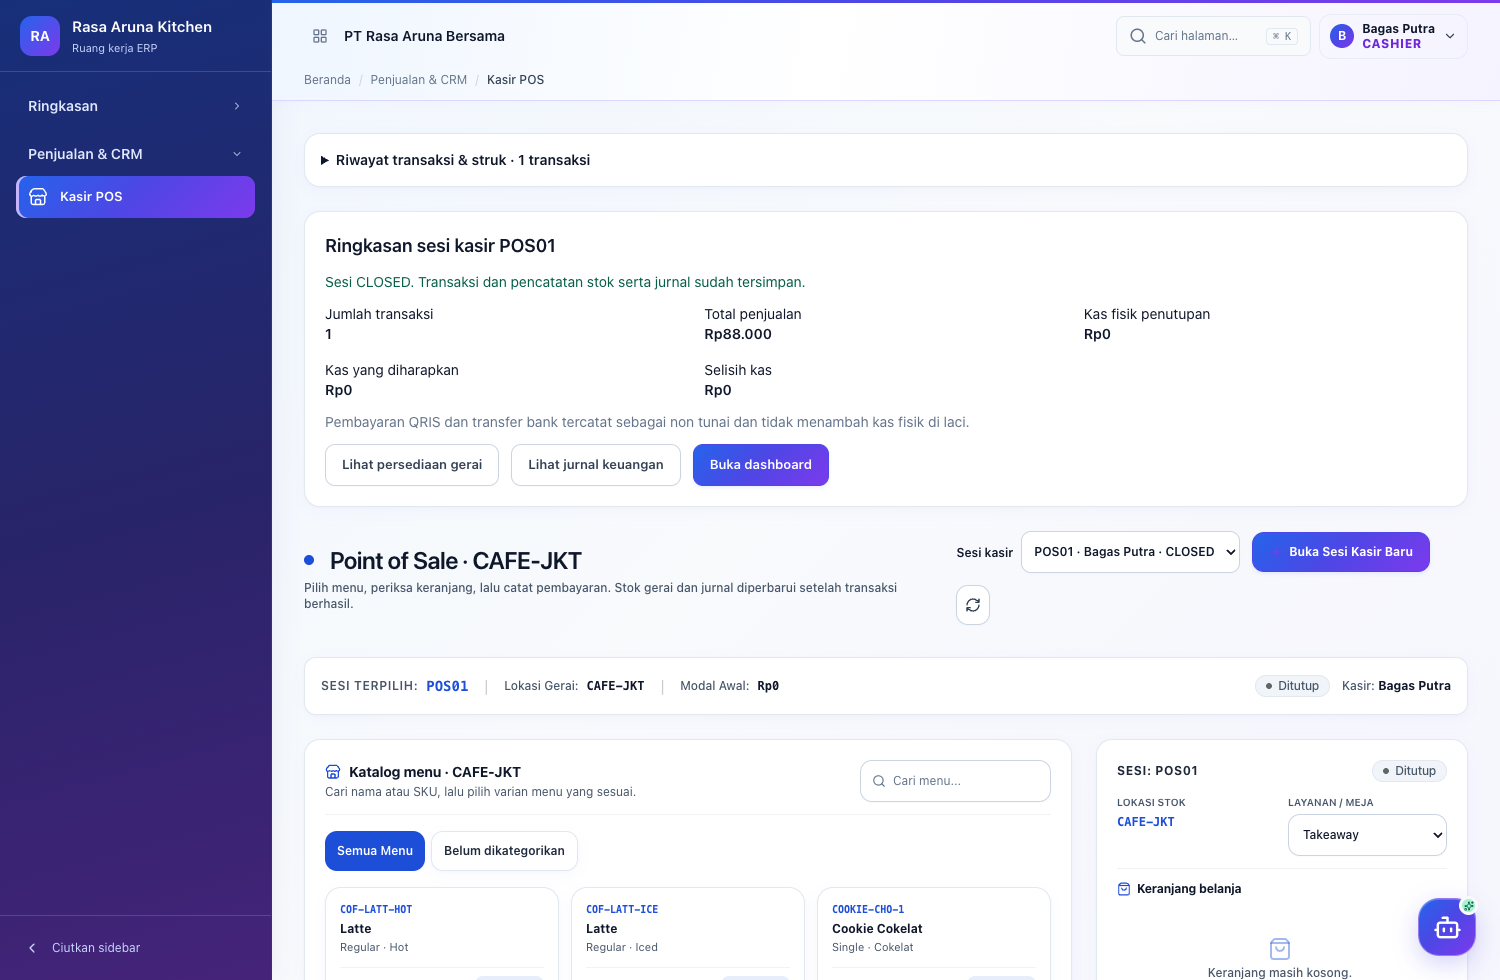 RA
Rasa Aruna Kitchen
Ruang kerja ERP
Ringkasan
Penjualan & CRM
Kasir POS
Ciutkan sidebar
PT Rasa Aruna Bersama
Cari halaman...
⌘ K
B
Bagas Putra
CASHIER
Beranda / Penjualan & CRM / Kasir POS
Riwayat transaksi & struk · 1 transaksi
Ringkasan sesi kasir POS01
Sesi CLOSED. Transaksi dan pencatatan stok serta jurnal sudah tersimpan.
Jumlah transaksi
1
Total penjualan
Rp88.000
Kas fisik penutupan
Rp0
Kas yang diharapkan
Rp0
Selisih kas
Rp0
Pembayaran QRIS dan transfer bank tercatat sebagai non tunai dan tidak menambah kas fisik di laci.
Lihat persediaan gerai
Lihat jurnal keuangan
Buka dashboard
Point of Sale · CAFE-JKT
Pilih menu, periksa keranjang, lalu catat pembayaran. Stok gerai dan jurnal diperbarui setelah transaksi
berhasil.
Sesi kasir
POS01 · Bagas Putra · CLOSED
Buka Sesi Kasir Baru
SESI TERPILIH: POS01 | Lokasi Gerai: CAFE-JKT | Modal Awal: Rp0
Ditutup
Kasir: Bagas Putra
Katalog menu · CAFE-JKT
Cari nama atau SKU, lalu pilih varian menu yang sesuai.
Cari menu...
Semua Menu
Belum dikategorikan
COF-LATT-HOT
Latte
Regular · Hot
COF-LATT-ICE
Latte
Regular · Iced
COOKIE-CHO-1
Cookie Cokelat
Single · Cokelat
SESI: POS01
Ditutup
LOKASI STOK
CAFE-JKT
LAYANAN / MEJA
Takeaway
Keranjang belanja
Keranjang masih kosong.